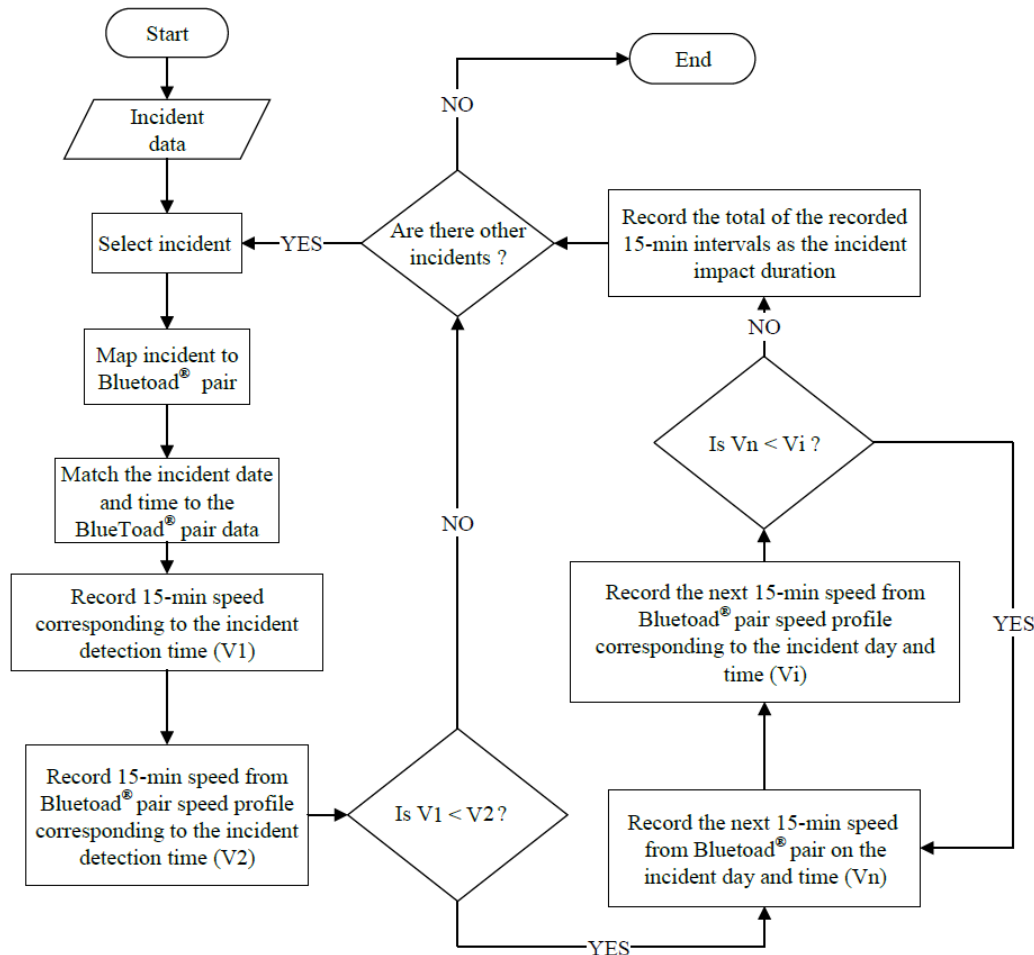 Start
Incident
data
Select incident
Map incident to
Bluetoad® pair
Match the incident date
and time to the
BlueToad® pair data
Record 15-min speed
corresponding to the incident
detection time (V1)
Record 15-min speed from
Bluetoad® pair speed profile
corresponding to the incident
detection time (V2)
Is V1 < V2 ?
NO
YES
Record the next 15-min speed
from Bluetoad® pair on the
incident day and time (Vn)
Record the next 15-min speed from
Bluetoad® pair speed profile
corresponding to the incident day and
time (Vi)
Is Vn < Vi ?
YES
NO
Record the total of the recorded
15-min intervals as the incident
impact duration
Are there other
incidents ?
YES
NO
End